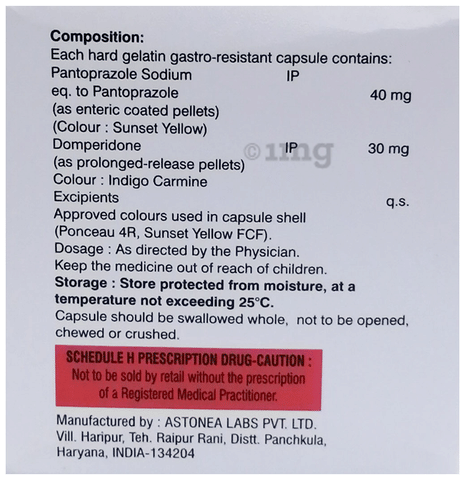 Composition:
Each hard gelatin gastro-resistant capsule contains:
Pantoprazole Sodium IP
eq. to Pantoprazole 40 mg
(as enteric coated pellets)
(Colour : Sunset Yellow)
Domperidone IP 30 mg
(as prolonged-release pellets)
Colour : Indigo Carmine
Excipients q.s.
Approved colours used in capsule shell
(Ponceau 4R, Sunset Yellow FCF).
Dosage : As directed by the Physician.
Keep the medicine out of reach of children.
Storage : Store protected from moisture, at a
temperature not exceeding 25°C.
Capsule should be swallowed whole, not to be opened,
chewed or crushed.
SCHEDULE H PRESCRIPTION DRUG-CAUTION :
Not to be sold by retail without the prescription
of a Registered Medical Practitioner.
Manufactured by : ASTONEA LABS PVT. LTD.
Vill. Haripur, Teh. Raipur Rani, Distt. Panchkula,
Haryana, INDIA-134204
© 1mg